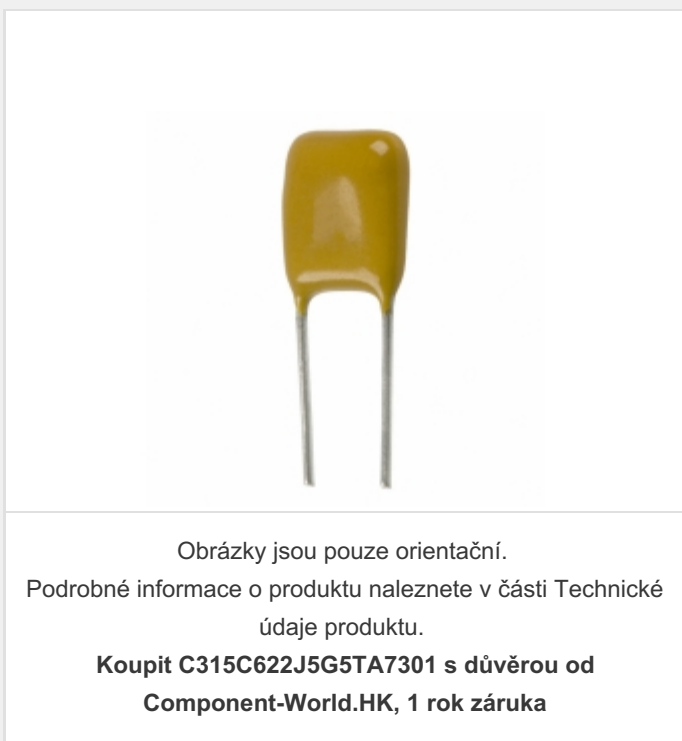 Obrázky jsou pouze orientační.
Podrobné informace o produktu naleznete v části Technické
údaje produktu.
Koupit C315C622J5G5TA7301 s důvěrou od
Component-World.HK, 1 rok záruka